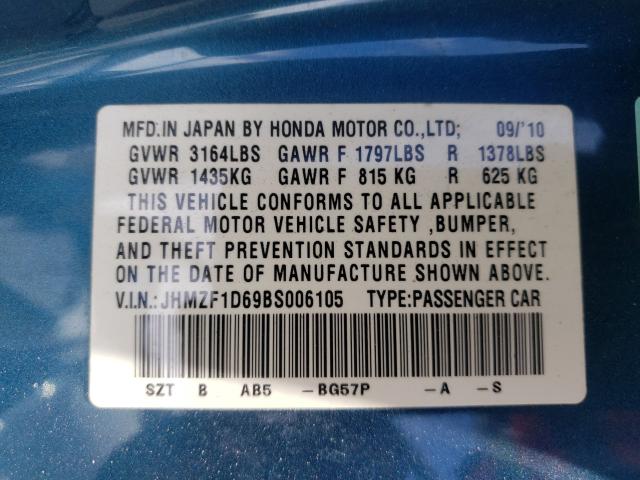 MFD.IN JAPAN BY HONDA MOTOR CO.,LTD; 09/'10
GVWR 3164LBS GAWR F 1797LBS R 1378LBS
GVWR 1435KG GAWR F 815 KG R 625 KG
THIS VEHICLE CONFORMS TO ALL APPLICABLE
FEDERAL MOTOR VEHICLE SAFETY ,BUMPER,
AND THEFT PREVENTION STANDARDS IN EFFECT
ON THE DATE OF MANUFACTURE SHOWN ABOVE.
V.I.N.:JHMZF1D69BS006105 TYPE:PASSENGER CAR
SZT B AB5 -BG57P -A -S